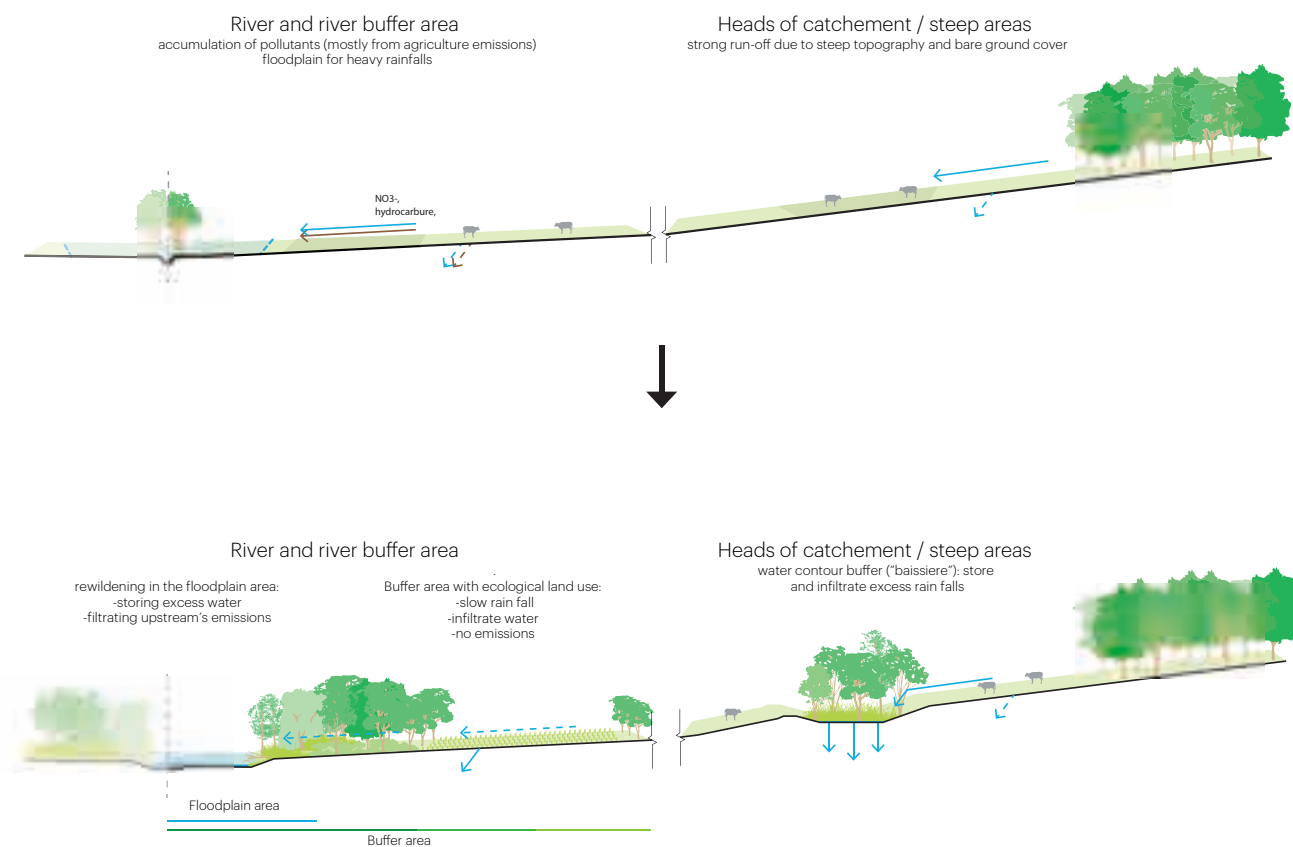 River and river buffer area
accumulation of pollutants (mostly from agriculture emissions)
floodplain for heavy rainfalls
Heads of catchement / steep areas
strong run-off due to steep topography and bare ground cover
NO3-,
hydrocarbure,
River and river buffer area
rewildening in the floodplain area:
-storing excess water
-filtrating upstream's emissions
Buffer area with ecological land use:
-slow rain fall
-infiltrate water
-no emissions
Heads of catchement / steep areas
water contour buffer ("baissiere"): store
and infiltrate excess rain falls
Floodplain area
Buffer area